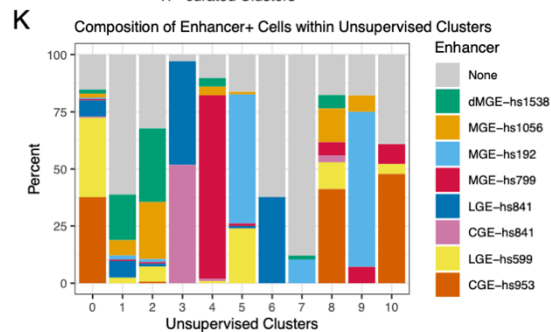 K
Composition of Enhancer+ Cells within Unsupervised Clusters
Percent
100
75
50
25
0
0 1 2 3 4 5 6 7 8 9 10
Unsupervised Clusters
Enhancer
None
dMGE-hs1538
MGE-hs1056
MGE-hs192
MGE-hs799
LGE-hs841
CGE-hs841
LGE-hs599
CGE-hs953